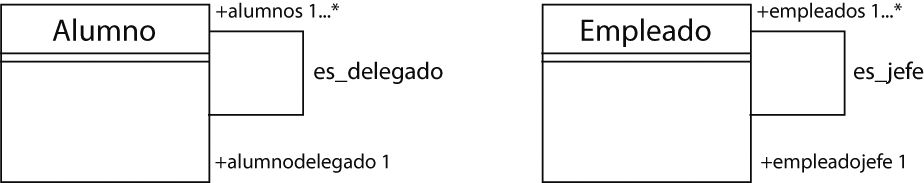 +alumnos 1...*
Alumno
es_delegado
+alumnodelegado 1
+empleados 1...*
Empleado
es_jefe
+empleadojefe 1